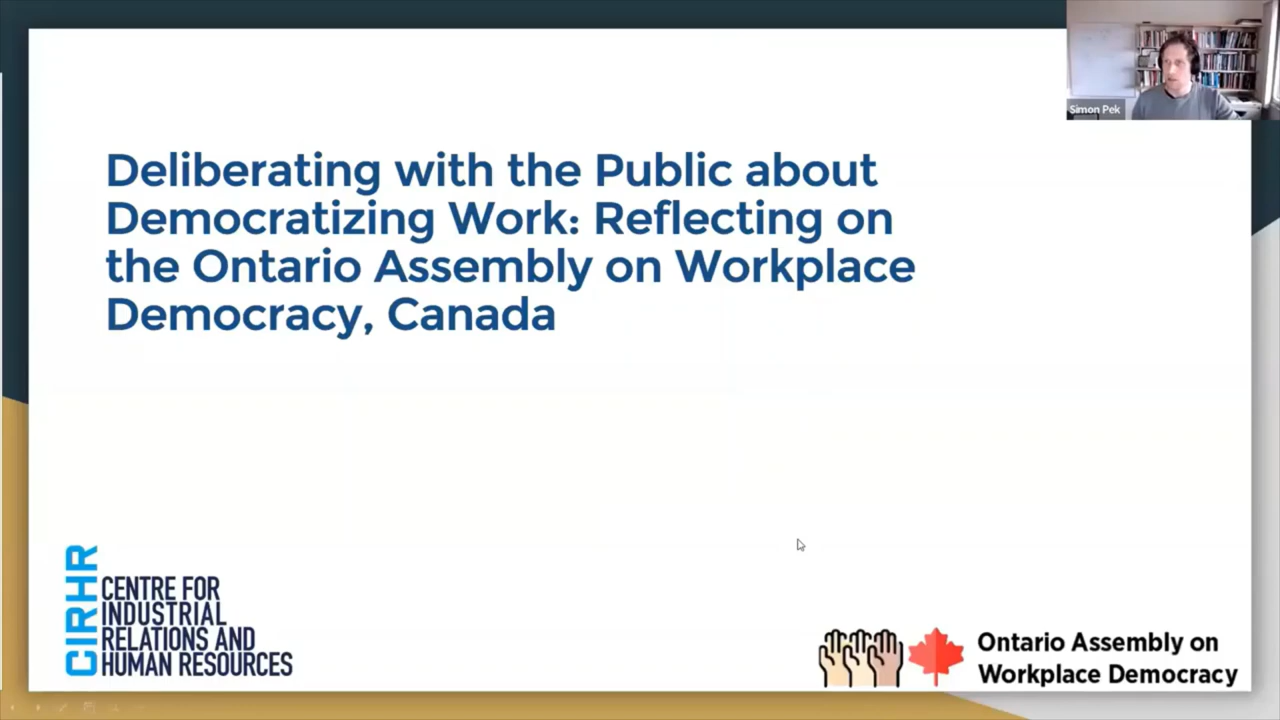 Simon Pek
Deliberating with the Public about
Democratizing Work: Reflecting on
the Ontario Assembly on Workplace
Democracy, Canada
CIRHR
CENTRE FOR
INDUSTRIAL
RELATIONS AND
HUMAN RESOURCES
Ontario Assembly on
Workplace Democracy